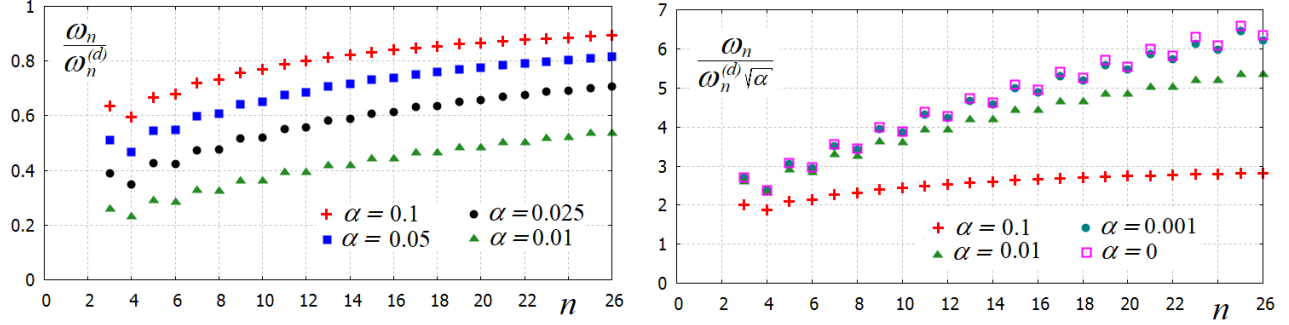 1
0.8
0.6
0.4
0.2
0
ω_n
ω_n^{(d)}
α = 0.1
α = 0.05
α = 0.025
α = 0.01
0 2 4 6 8 10 12 14 16 18 20 22 24 26
n
7
6
5
4
3
2
1
0
ω_n
ω_n^{(d)} √α
α = 0.1
α = 0.01
α = 0.001
α = 0
0 2 4 6 8 10 12 14 16 18 20 22 24 26
n